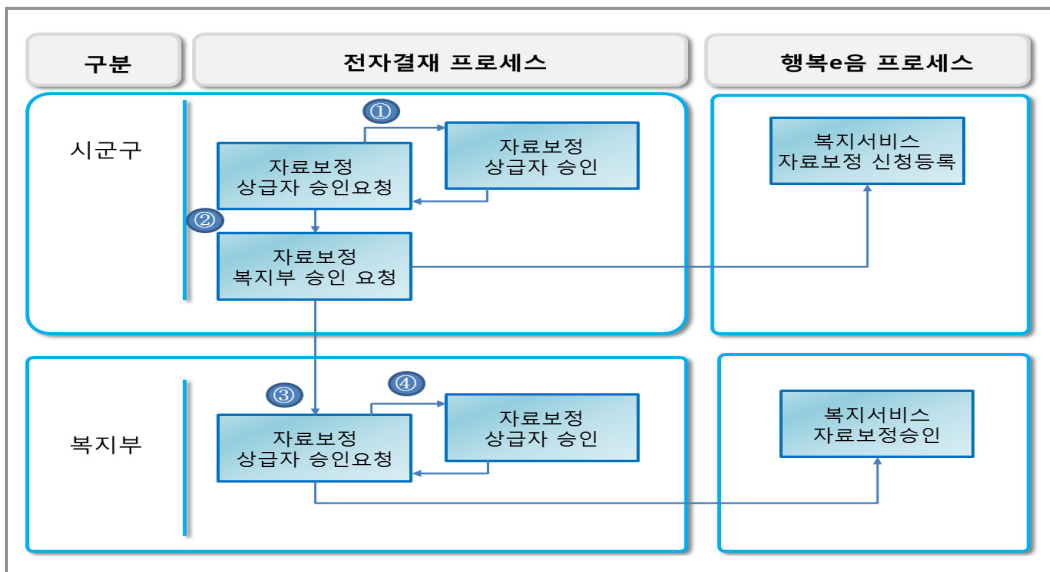 구분
전자결재 프로세스
행복e음 프로세스
시군구
①
자료보정
상급자 승인요청
자료보정
상급자 승인
복지서비스
자료보정 신청등록
②
자료보정
복지부 승인 요청
복지부
③
④
자료보정
상급자 승인요청
자료보정
상급자 승인
복지서비스
자료보정승인